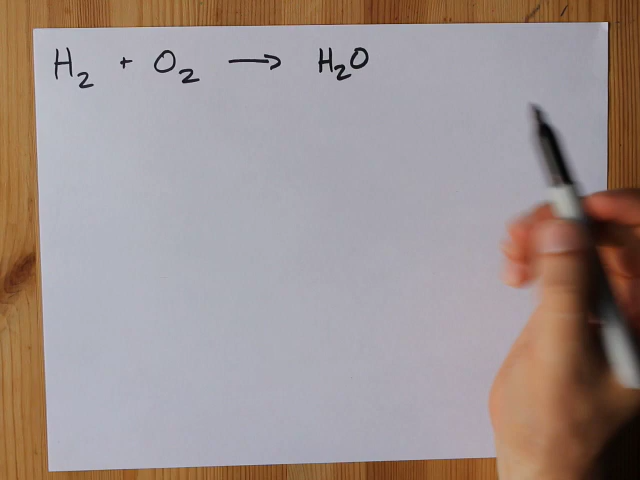 H₂ + O₂ → H₂O